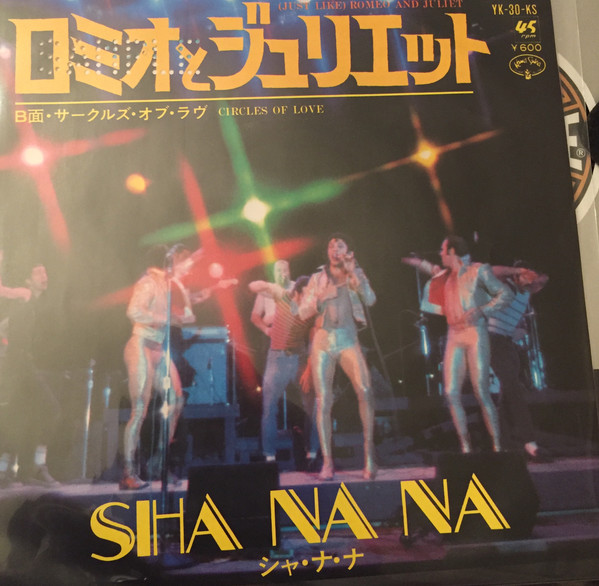 (JUST LIKE) ROMEO AND JULIET
YK-30-KS
ロミオとジュリエット
45
rpm
¥600
B面・サークルズ・オブ・ラヴ CIRCLES OF LOVE
SHA NA NA
シャ・ナ・ナ